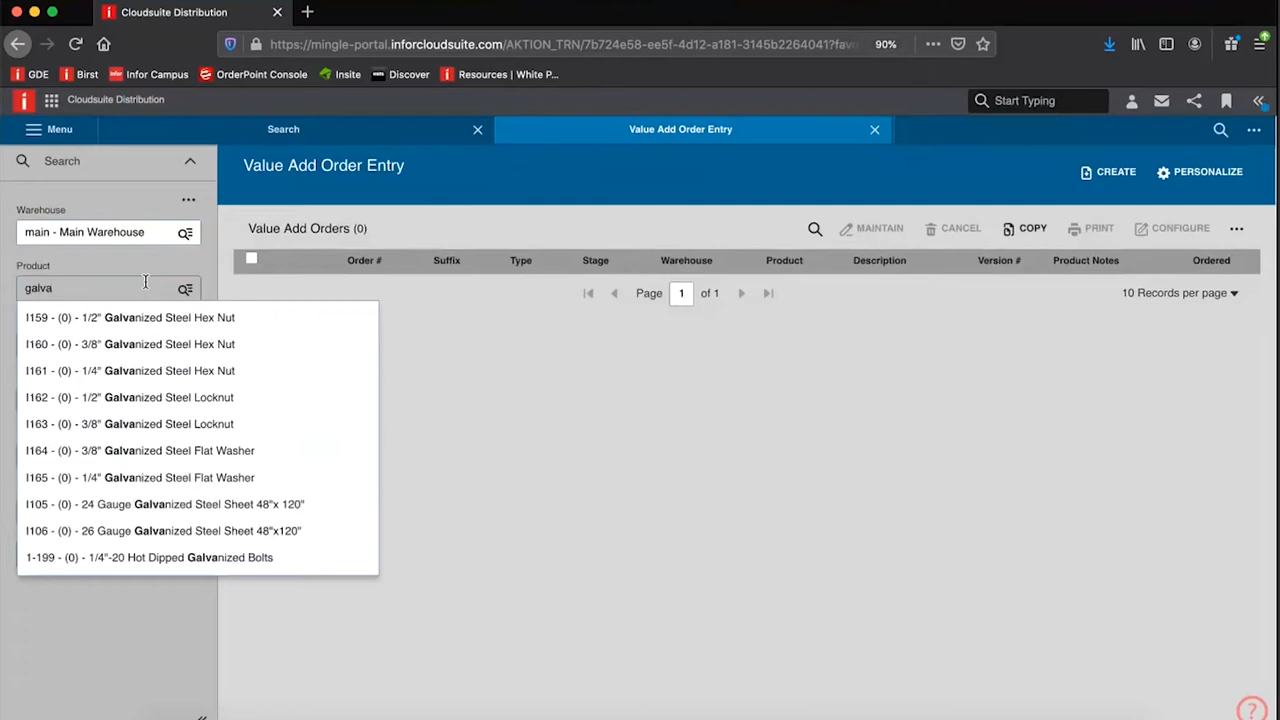 Cloudsuite Distribution
https://mingle-portal.inforcloudsuite.com/AKTION_TRN/7b724e58-ee5f-4d12-a181-3145b2264041?fav 90%
GDE Birst Infor Campus OrderPoint Console Insite Discover Resources | White P...
Cloudsuite Distribution Start Typing
Menu Search Value Add Order Entry
Search
Value Add Order Entry
CREATE PERSONALIZE
Warehouse
main - Main Warehouse
Value Add Orders (0) MAINTAIN CANCEL COPY PRINT CONFIGURE
Order # Suffix Type Stage Warehouse Product Description Version # Product Notes Ordered
Product
galva
Page 1 of 1 10 Records per page
I159 - (0) - 1/2" Galvanized Steel Hex Nut
I160 - (0) - 3/8" Galvanized Steel Hex Nut
I161 - (0) - 1/4" Galvanized Steel Hex Nut
I162 - (0) - 1/2" Galvanized Steel Locknut
I163 - (0) - 3/8" Galvanized Steel Locknut
I164 - (0) - 3/8" Galvanized Steel Flat Washer
I165 - (0) - 1/4" Galvanized Steel Flat Washer
I105 - (0) - 24 Gauge Galvanized Steel Sheet 48"x 120"
I106 - (0) - 26 Gauge Galvanized Steel Sheet 48"x120"
1-199 - (0) - 1/4"-20 Hot Dipped Galvanized Bolts